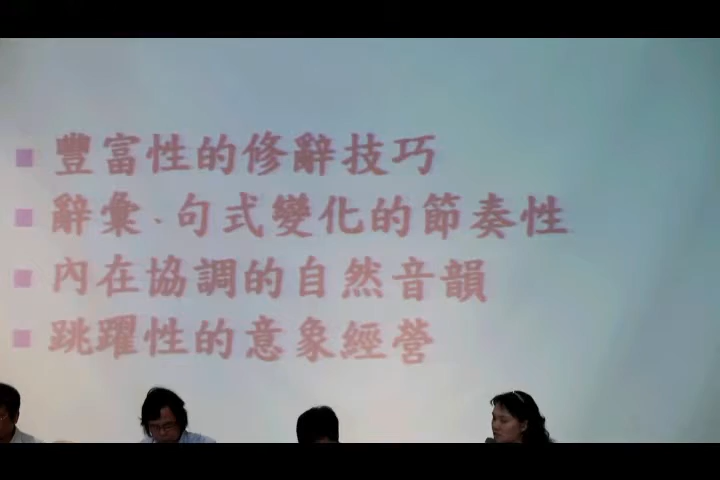 豐富性的修辭技巧
辭彙、句式變化的節奏性
內在協調的自然音韻
跳躍性的意象經營